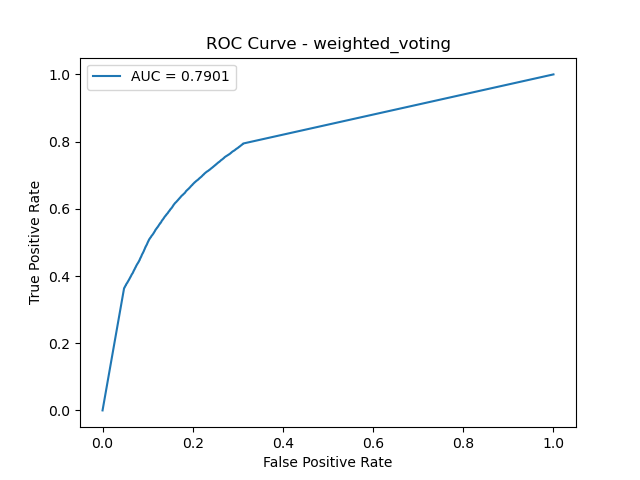 ROC Curve - weighted_voting
AUC = 0.7901
True Positive Rate
1.0
0.8
0.6
0.4
0.2
0.0
0.0 0.2 0.4 0.6 0.8 1.0
False Positive Rate